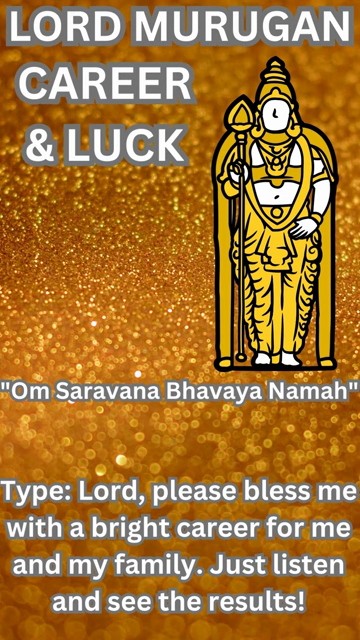 LORD MURUGAN
CAREER
& LUCK
"Om Saravana Bhavaya Namah"
Type: Lord, please bless me
with a bright career for me
and my family. Just listen
and see the results!